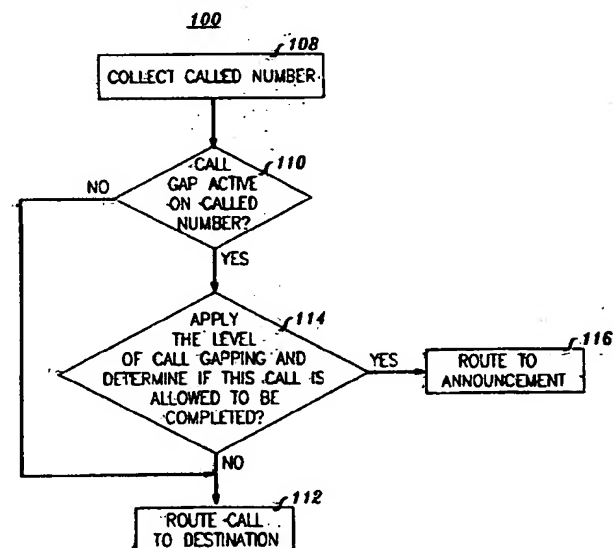 100
108
COLLECT CALLED NUMBER
110
CALL
GAP ACTIVE
ON CALLED
NUMBER?
NO
YES
114
APPLY
THE LEVEL
OF CALL GAPPING AND
DETERMINE IF THIS CALL IS
ALLOWED TO BE
COMPLETED?
YES
116
ROUTE TO
ANNOUNCEMENT
NO
112
ROUTE CALL
TO DESTINATION